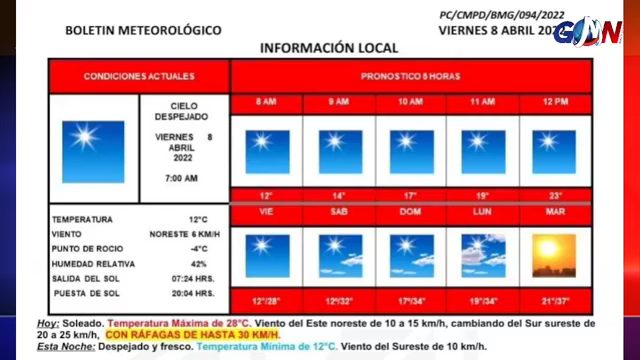 PC/CMPD/BMG/094/2022
BOLETIN METEOROLÓGICO
VIERNES 8 ABRIL
GNN
INFORMACIÓN LOCAL
CONDICIONES ACTUALES
PRONOSTICO 5 HORAS
CIELO DESPEJADO
VIERNES 8 ABRIL 2022
7:00 AM
8 AM 9 AM 10 AM 11 AM 12 PM
12° 14° 17° 19° 23°
TEMPERATURA 12°C
VIENTO NORESTE 6 KM/H
PUNTO DE ROCIO -4°C
HUMEDAD RELATIVA 42%
SALIDA DEL SOL 07:24 HRS.
PUESTA DE SOL 20:04 HRS.
VIE SAB DOM LUN MAR
12°/28° 12°/32° 17°/34° 19°/34° 21°/37°
Hoy: Soleado. Temperatura Máxima de 28°C. Viento del Este noreste de 10 a 15 km/h, cambiando del Sur sureste de
20 a 25 km/h, CON RÁFAGAS DE HASTA 30 KM/H.
Esta Noche: Despejado y fresco. Temperatura Mínima de 12°C. Viento del Sureste de 10 km/h.